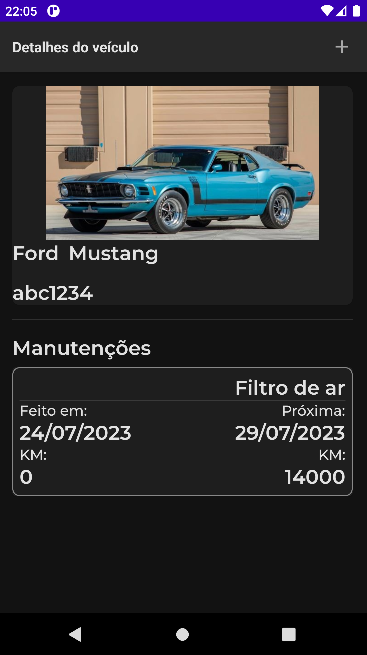 22:05
Detalhes do veículo
Ford Mustang
abc1234
Manutenções
Filtro de ar
Feito em: Próxima:
24/07/2023 29/07/2023
KM: KM:
0 14000